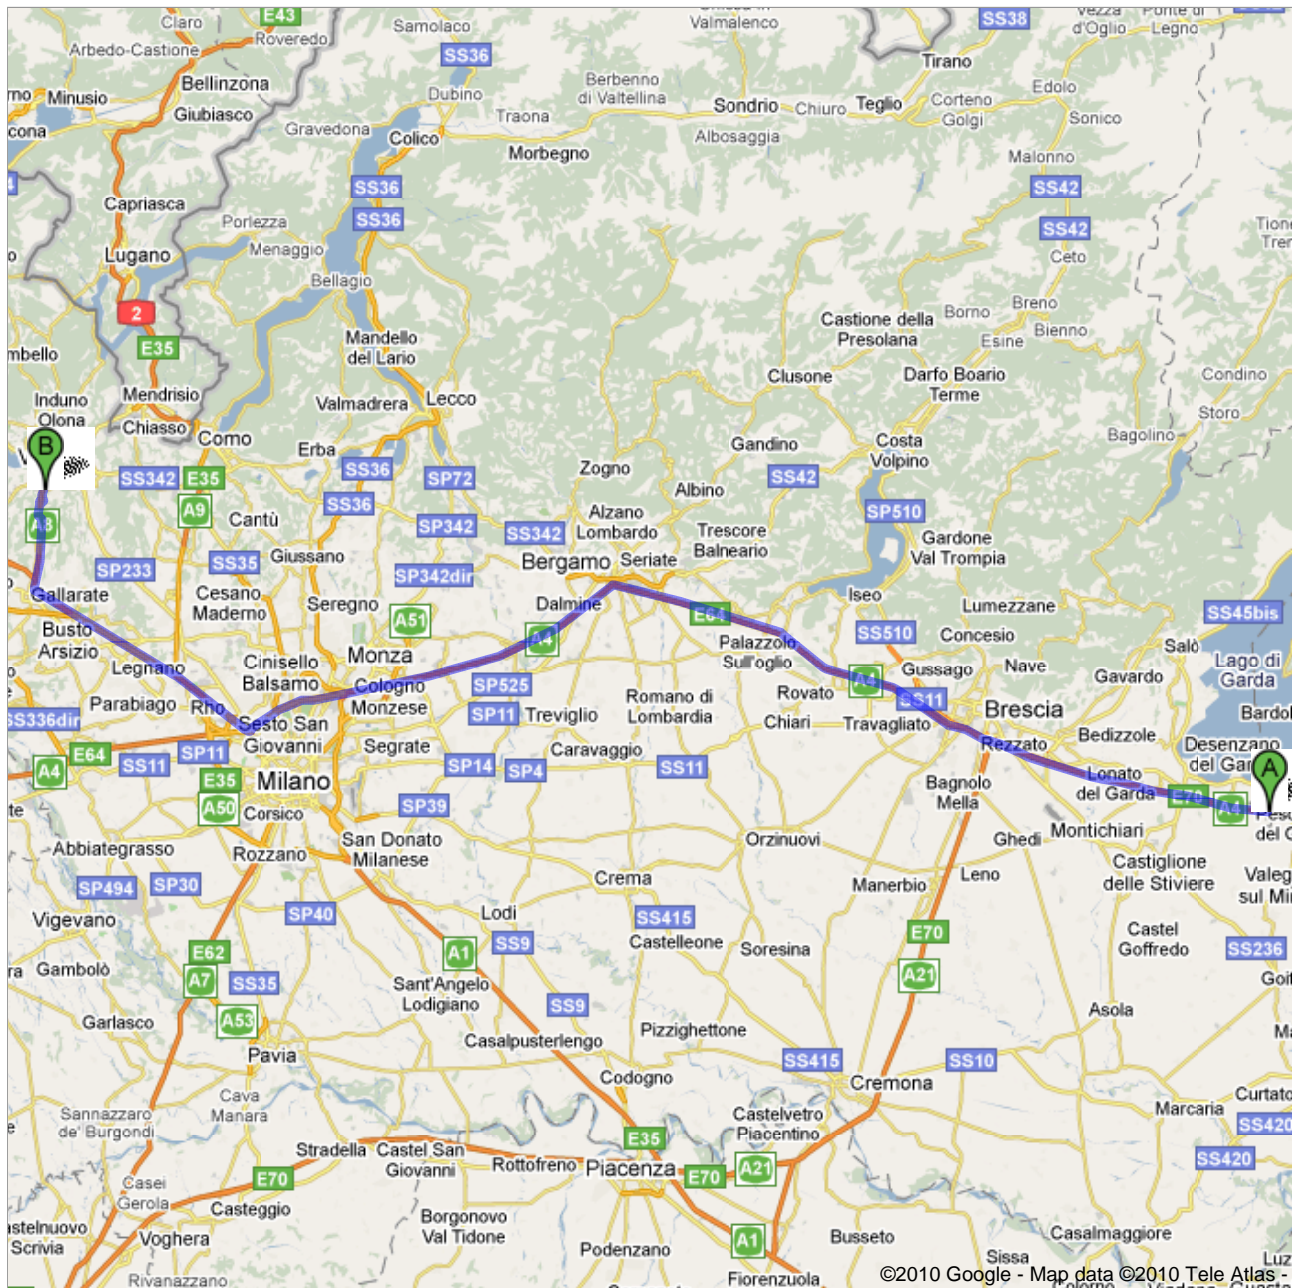 E43
Claro
Roveredo
Arbedo-Castione
Samolaco
SS36
Valmalenco
SS38
Vezza
d'Oglio
Ponte di
Legno
Tirano
Bellinzona
Minusio
Giubiasco
Dubino
Berbenno
di Valtellina
Sondrio
Chiuro
Teglio
Corteno
Golgi
Edolo
Sonico
Gravedona
Colico
Traona
Albosaggia
Morbegno
Malonno
SS36
SS42
Capriasca
SS36
Porlezza
SS42
Lugano
Menaggio
Ceto
Bellagio
2
Breno
Borno
Bienno
E35
Mandello
del Lario
Castione della
Presolana
Esine
Clusone
Darfo Boario
Terme
Condino
Mendrisio
Induno
Olona
Valmadrera
Lecco
Storo
Chiasso
Como
Erba
Gandino
Costa
Volpino
Bagolino
B
SS342
E35
SS36
SP72
Zogno
SS42
A9
SS36
Albino
SP510
A8
Cantù
SP342
SS342
Alzano
Lombardo
Trescore
Balneario
Gardone
Val Trompia
SP233
SS35
Giussano
Bergamo
Seriate
SP342dir
Gallarate
Cesano
Maderno
Seregno
Dalmine
Iseo
Lumezzane
A51
E64
SS45bis
Busto
Arsizio
A4
Palazzolo
Sull'oglio
SS510
Concesio
Salò
Legnano
Cinisello
Balsamo
Monza
Gussago
Nave
Lago di
Garda
Parabiago
Rho
Cologno
Monzese
SP525
Romano di
Lombardia
Rovato
A4
SS11
Gavardo
SS336dir
Sesto San
Giovanni
SP11
Treviglio
Chiari
Travagliato
Brescia
E64
SP11
Segrate
Caravaggio
Rezzato
Bedizzole
Desenzano
A4
SS11
E35
Milano
SP14
SP4
SS11
Bagnolo
Mella
Lonato
del Garda
E70
A
A50
Corsico
SP39
San Donato
Milanese
Orzinuovi
Ghedi
Montichiari
Abbiategrasso
Rozzano
Castiglione
delle Stiviere
SP494
SP30
Crema
Manerbio
Leno
Vigevano
SP40
Lodi
SS415
E70
Castel
Goffredo
SS236
E62
SS9
Castelleone
Soresina
Gambolò
A7
SS35
A1
A21
Sant'Angelo
Lodigiano
SS9
Asola
Garlasco
A53
Pizzighettone
Pavia
Casalpusterlengo
SS415
SS10
Codogno
Cremona
Curtato
Cava
Manara
Sannazzaro
de' Burgondi
Castelvetro
Piacentino
Marcaria
SS420
Stradella
Castel San
Giovanni
E35
Rottofreno
Piacenza
E70
A21
SS420
E70
Casei
Gerola
Casteggio
Borgonovo
Val Tidone
A1
Busseto
Casalmaggiore
Voghera
Podenzano
Sissa
Rivanazzano
Fiorenzuola
©2010 Google - Map data ©2010 Tele Atlas -